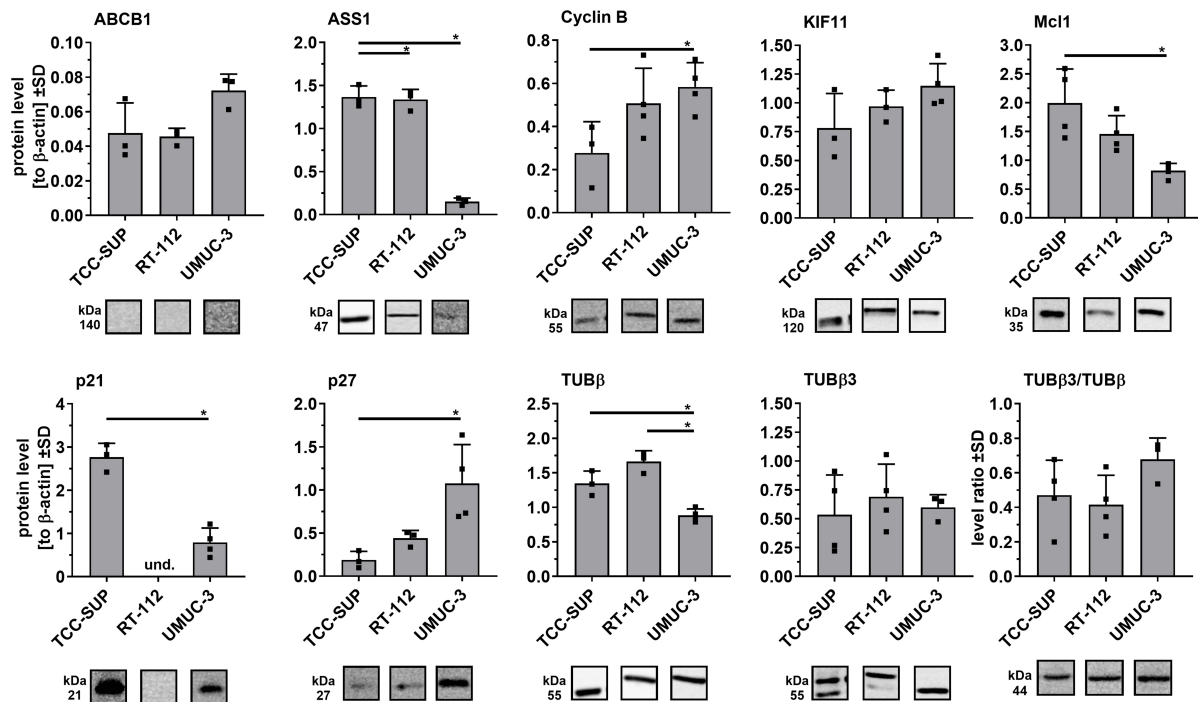 ABCB1
protein level
[to β-actin] ±SD
0.10
0.08
0.06
0.04
0.02
0.00
TCC-SUP
RT-112
UMUC-3
kDa
140
ASS1
*
*
2.0
1.5
1.0
0.5
0.0
TCC-SUP
RT-112
UMUC-3
kDa
47
Cyclin B
*
0.8
0.6
0.4
0.2
0.0
TCC-SUP
RT-112
UMUC-3
kDa
55
KIF11
1.50
1.25
1.00
0.75
0.50
0.25
0.00
TCC-SUP
RT-112
UMUC-3
kDa
120
Mcl1
*
3.0
2.5
2.0
1.5
1.0
0.5
0.0
TCC-SUP
RT-112
UMUC-3
kDa
35
p21
protein level
[to β-actin] ±SD
*
4
3
2
1
0
und.
TCC-SUP
RT-112
UMUC-3
kDa
21
p27
*
2.0
1.5
1.0
0.5
0.0
TCC-SUP
RT-112
UMUC-3
kDa
27
TUBβ
*
*
2.5
2.0
1.5
1.0
0.5
0.0
TCC-SUP
RT-112
UMUC-3
kDa
55
TUBβ3
1.50
1.25
1.00
0.75
0.50
0.25
0.00
TCC-SUP
RT-112
UMUC-3
kDa
55
TUBβ3/TUBβ
level ratio ±SD
1.0
0.8
0.6
0.4
0.2
0.0
TCC-SUP
RT-112
UMUC-3
kDa
44